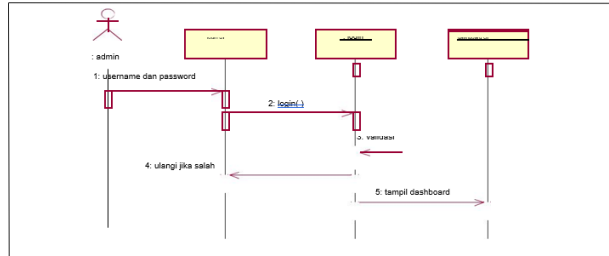 : admin
1: username dan password
2: login( )
3: validasi
4: ulangi jika salah
5: tampil dashboard